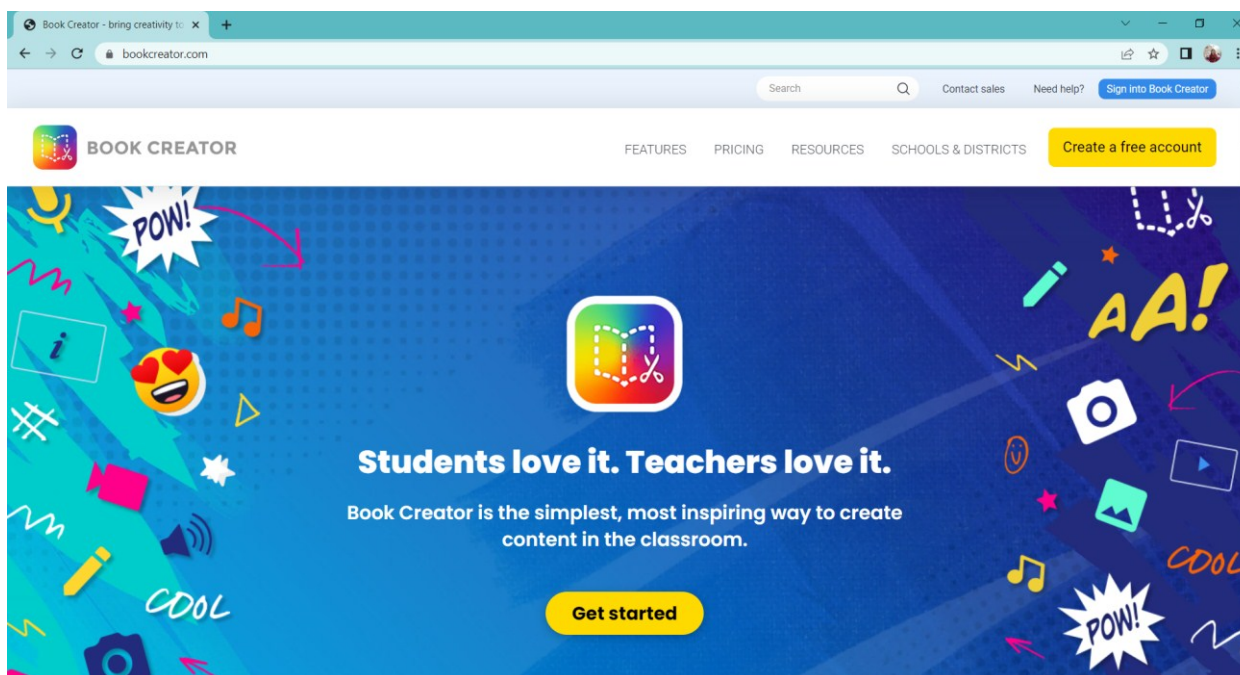 Book Creator - bring creativity to
bookcreator.com
Search
Contact sales
Need help?
Sign into Book Creator
BOOK CREATOR
FEATURES
PRICING
RESOURCES
SCHOOLS & DISTRICTS
Create a free account
POW!
AA!
i
Students love it. Teachers love it.
Book Creator is the simplest, most inspiring way to create
content in the classroom.
COOL
COOL
Get started
POW!